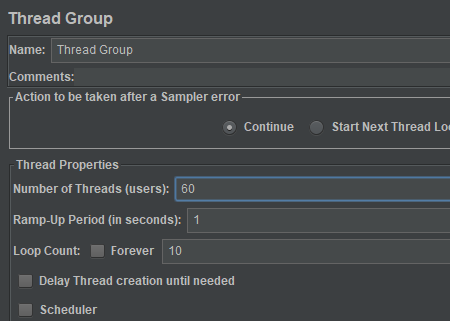 Thread Group
Name: Thread Group
Comments:
Action to be taken after a Sampler error
Continue Start Next Thread Loo
Thread Properties
Number of Threads (users): 60
Ramp-Up Period (in seconds): 1
Loop Count: Forever 10
Delay Thread creation until needed
Scheduler